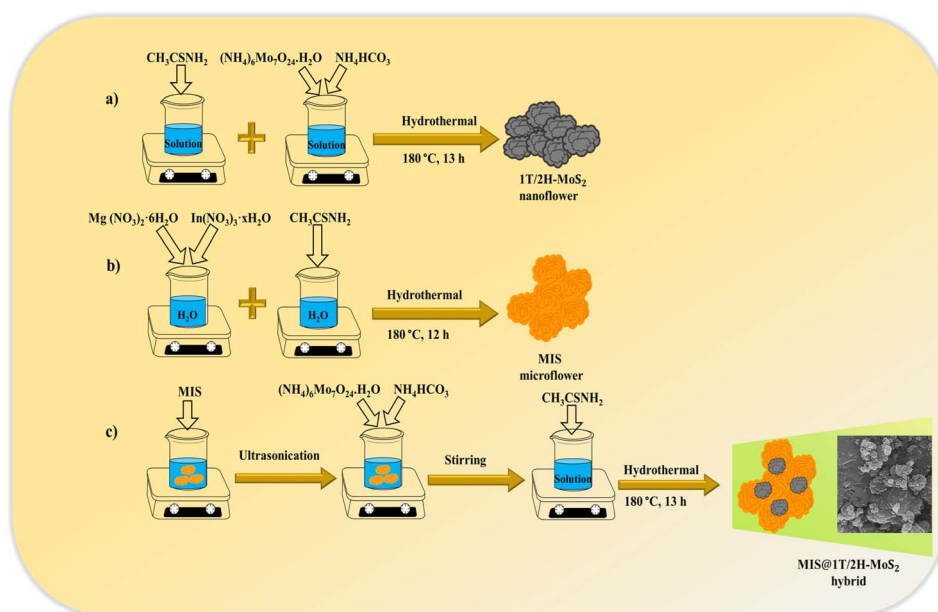 CH₃CSNH₂
(NH₄)₆Mo₇O₂₄.H₂O
NH₄HCO₃
a)
Solution
Solution
Hydrothermal
180 °C, 13 h
1T/2H-MoS₂
nanoflower
Mg (NO₃)₂·6H₂O
In(NO₃)₃·xH₂O
CH₃CSNH₂
b)
H₂O
H₂O
Hydrothermal
180 °C, 12 h
MIS
microflower
MIS
(NH₄)₆Mo₇O₂₄.H₂O
NH₄HCO₃
CH₃CSNH₂
c)
Ultrasonication
Stirring
Solution
Hydrothermal
180 °C, 13 h
MIS@1T/2H-MoS₂
hybrid